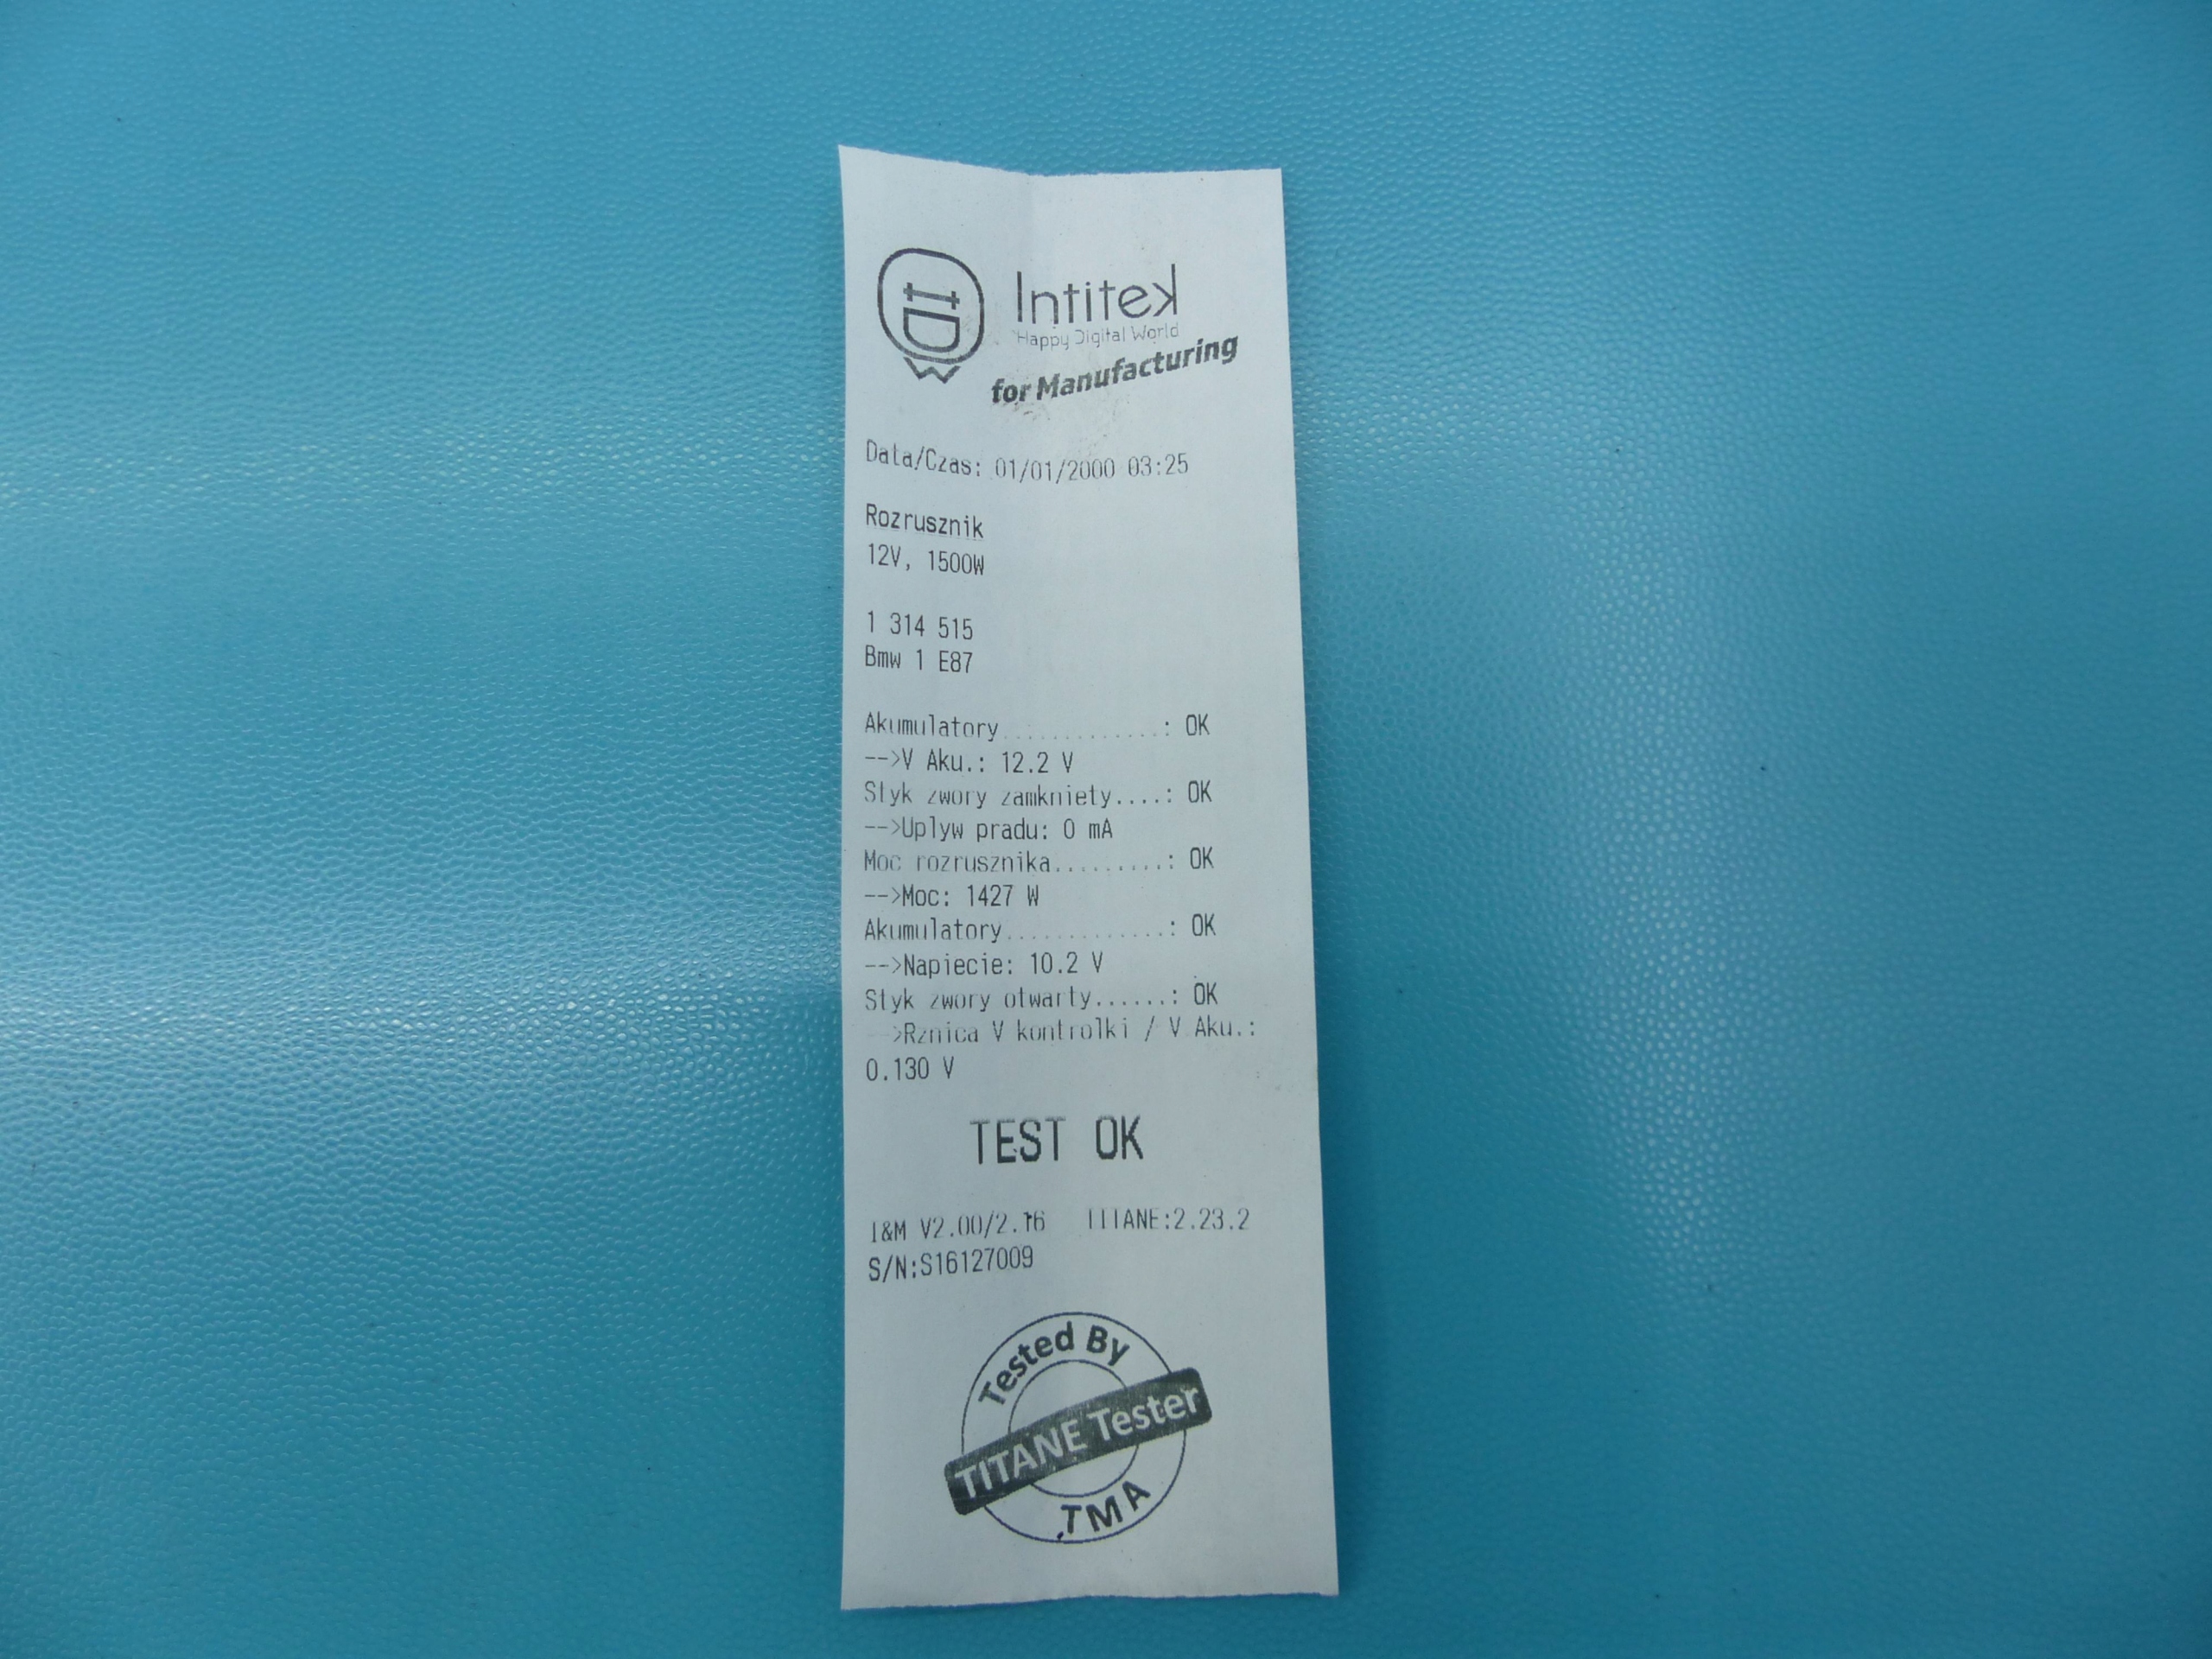 Intitek
Happy Digital World
for Manufacturing
Data/Czas: 01/01/2000 03:25
Rozrusznik
12V, 1500W
1 314 515
Bmw 1 E87
Akumulatory.............: OK
-->V Aku.: 12.2 V
Styk zwory zamkniety....: OK
-->Uplyw pradu: 0 mA
Moc rozrusznika.........: OK
-->Moc: 1427 W
Akumulatory.............: OK
-->Napiecie: 10.2 V
Styk zwory otwarty......: OK
-->Rznica V kontrolki / V Aku.:
0.130 V
TEST OK
I&M V2.00/2.16 TITANE:2.23.2
S/N:S16127009
Tested By
TITANE Tester
TMA